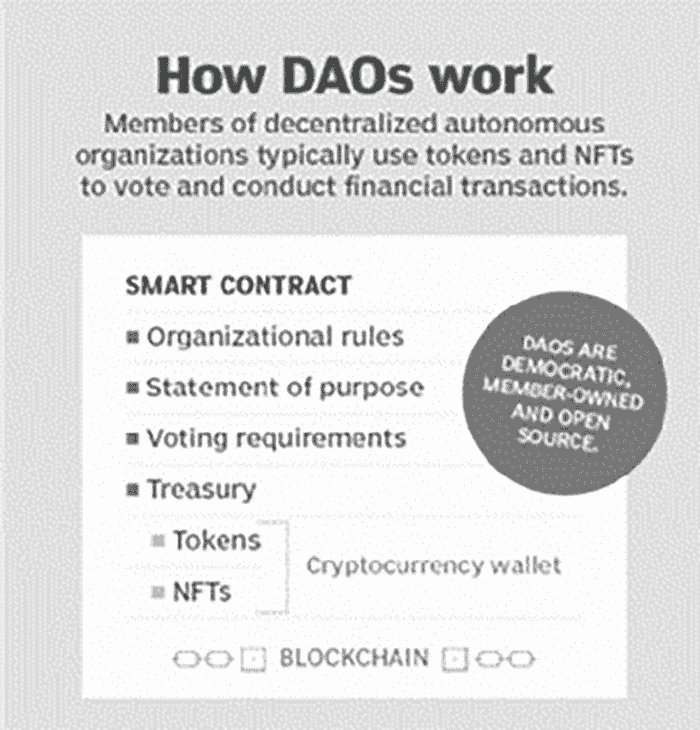 How DAOs work
Members of decentralized autonomous
organizations typically use tokens and NFTs
to vote and conduct financial transactions.
SMART CONTRACT
Organizational rules
Statement of purpose
Voting requirements
Treasury
Tokens
NFTs
Cryptocurrency wallet
BLOCKCHAIN
DAOS ARE
DEMOCRATIC,
MEMBER-OWNED
AND OPEN
SOURCE.